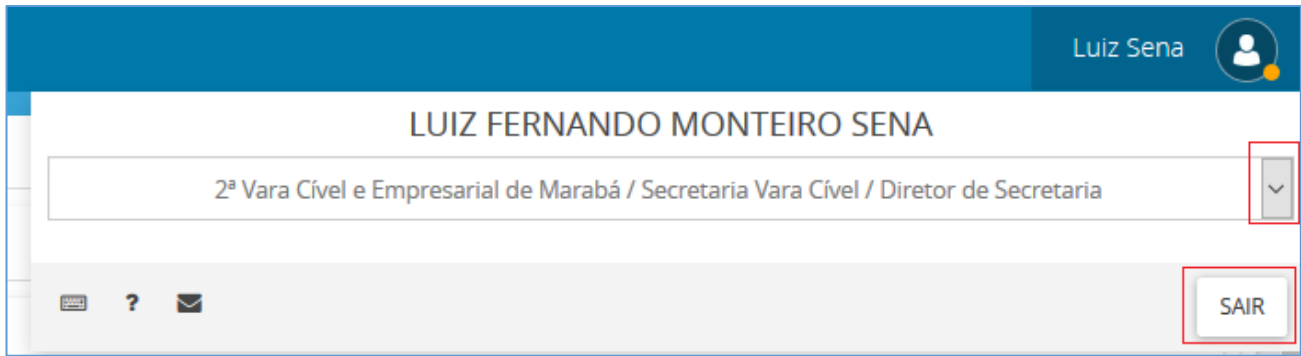 Luiz Sena
LUIZ FERNANDO MONTEIRO SENA
2ª Vara Cível e Empresarial de Marabá / Secretaria Vara Cível / Diretor de Secretaria
? SAIR